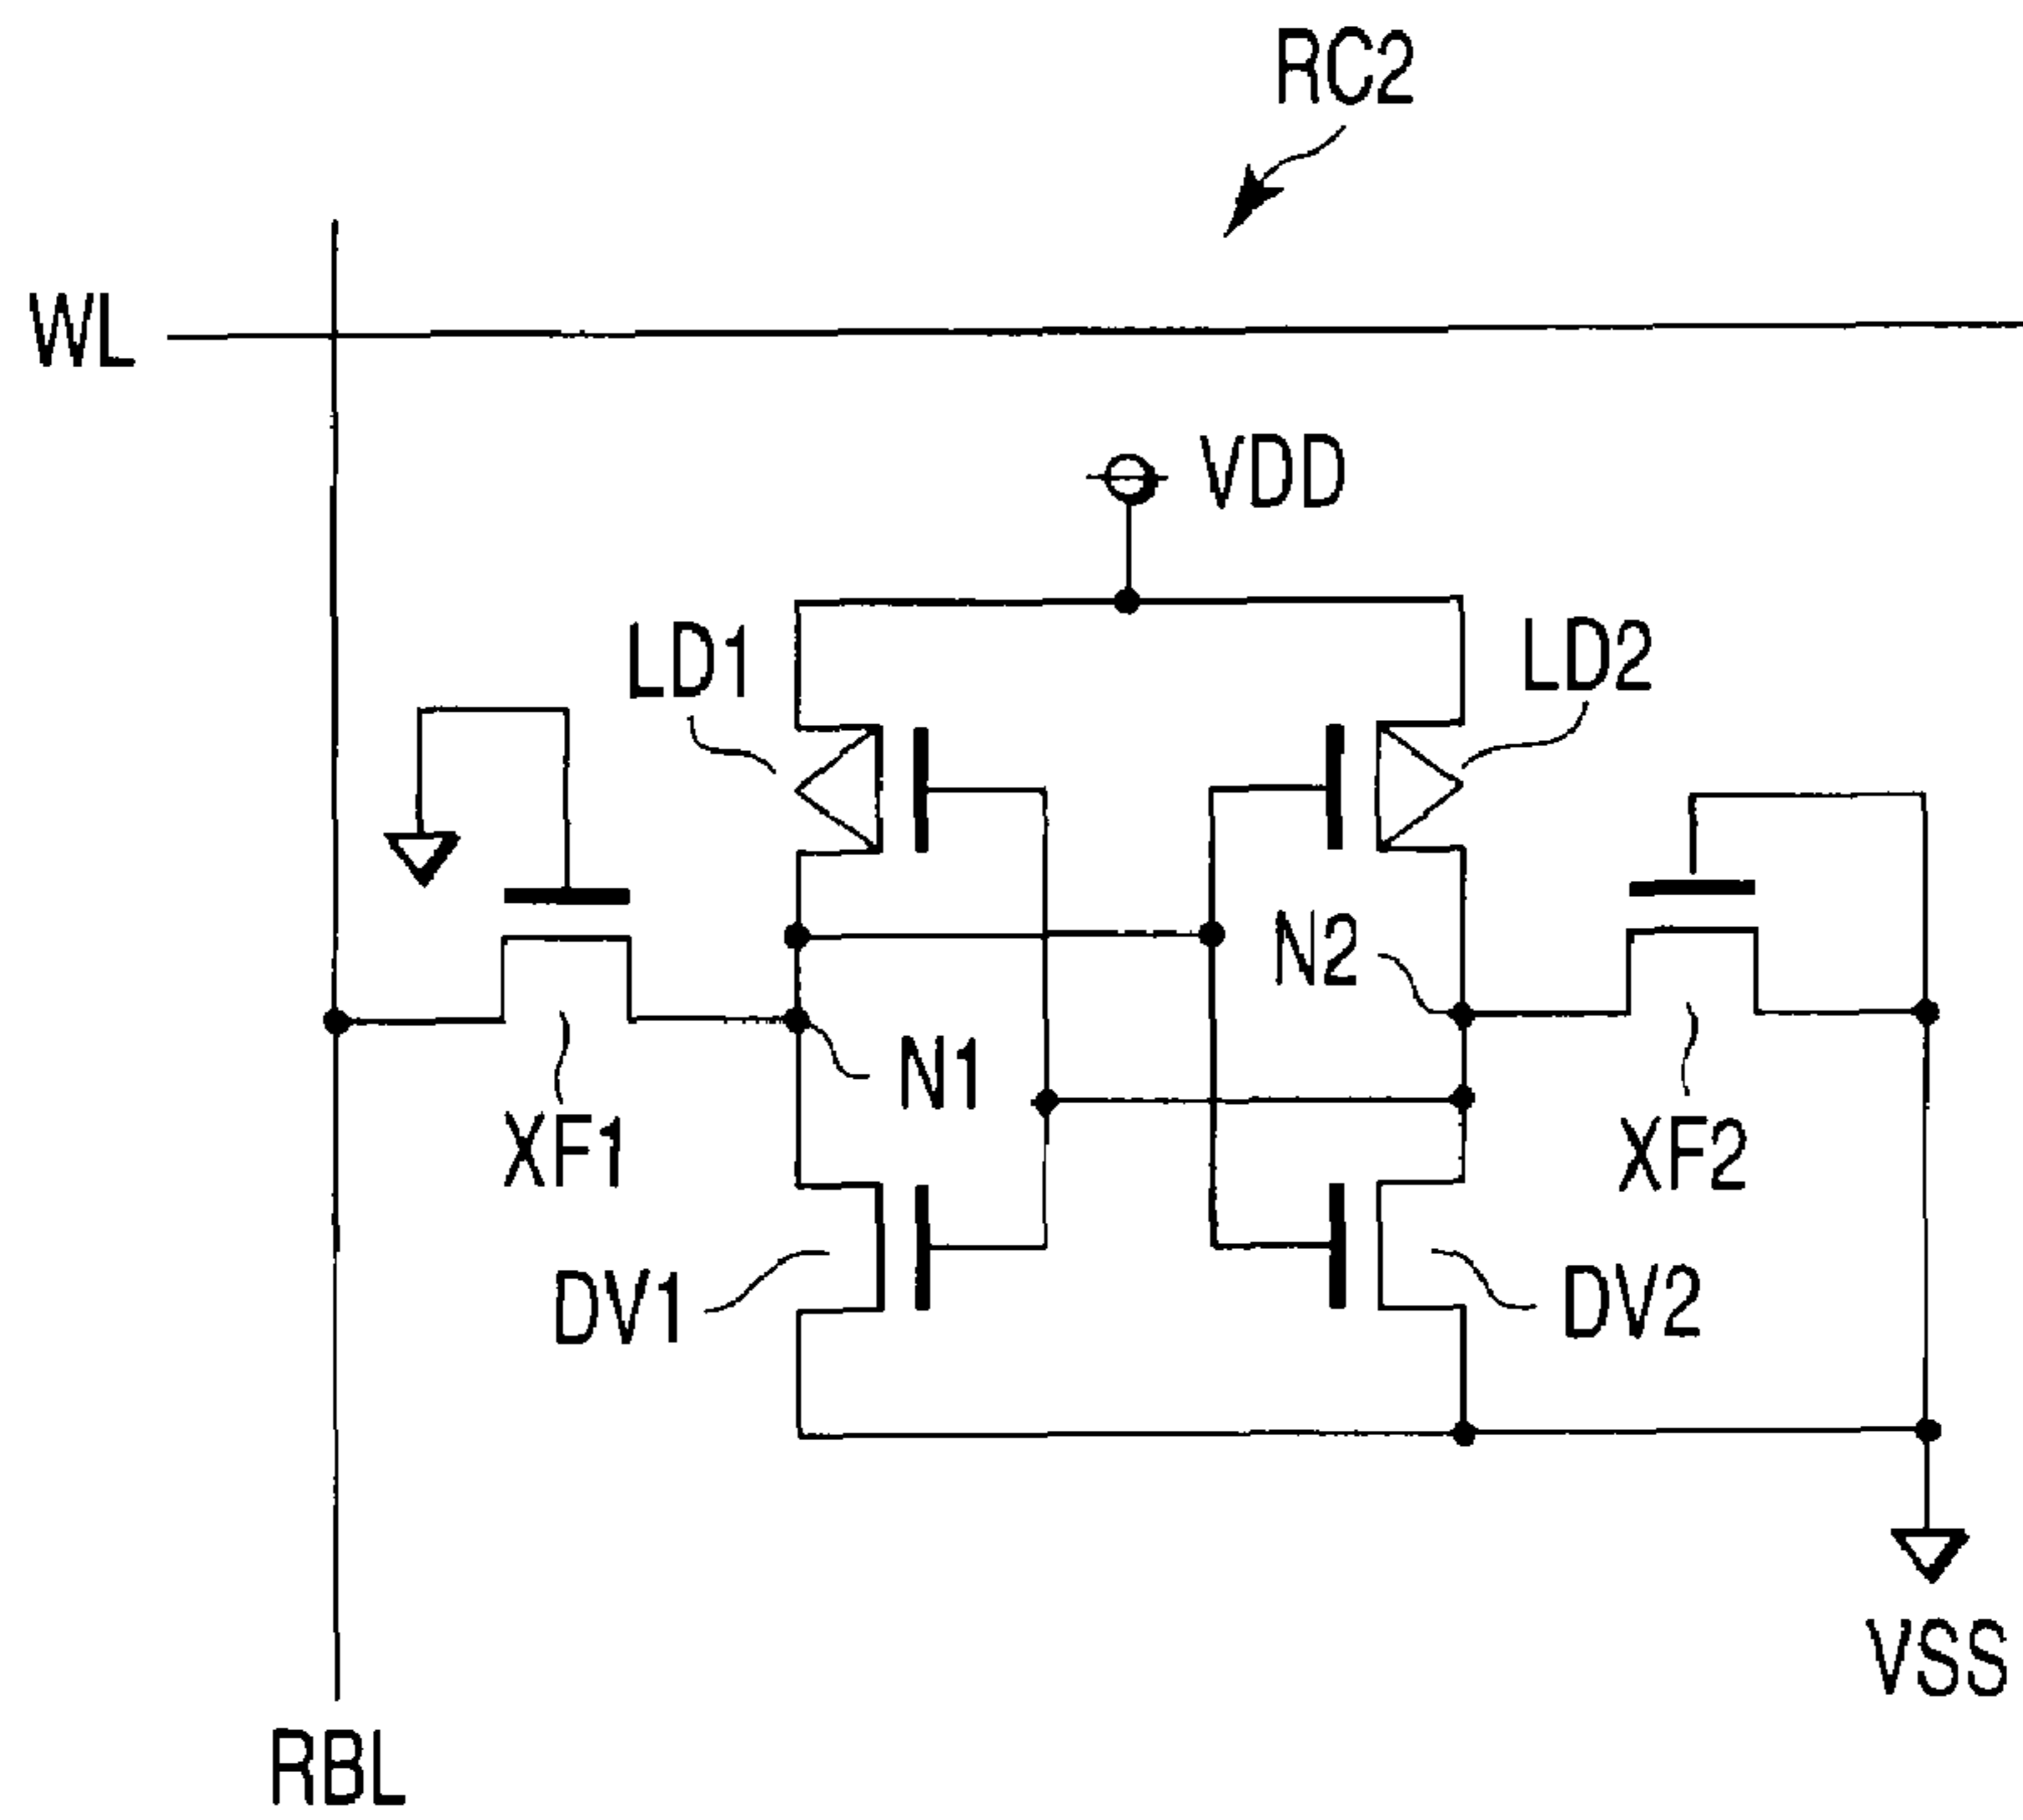 RC2
WL
VDD
LD1
LD2
N2
N1
XF1
XF2
DV1
DV2
VSS
RBL